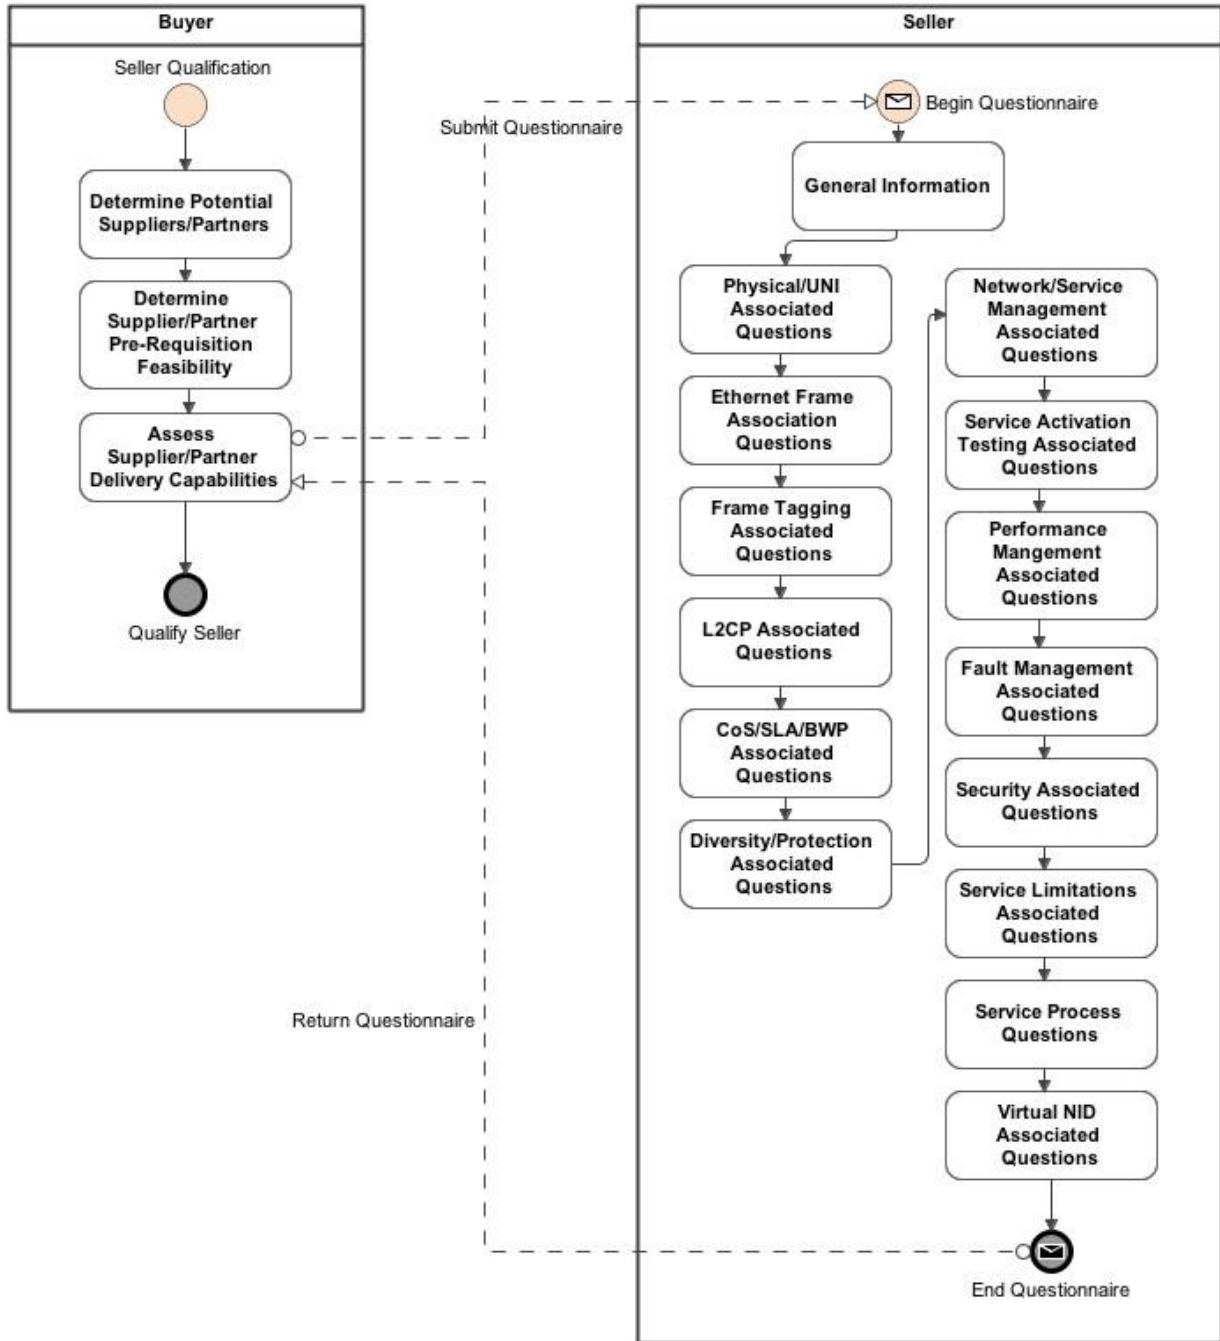 Buyer
Seller Qualification
Determine Potential
Suppliers/Partners
Determine
Supplier/Partner
Pre-Requisition
Feasibility
Assess
Supplier/Partner
Delivery Capabilities
Qualify Seller
Submit Questionnaire
Return Questionnaire
Seller
Begin Questionnaire
General Information
Physical/UNI
Associated
Questions
Ethernet Frame
Association
Questions
Frame Tagging
Associated
Questions
L2CP Associated
Questions
CoS/SLA/BWP
Associated
Questions
Diversity/Protection
Associated
Questions
Network/Service
Management
Associated
Questions
Service Activation
Testing Associated
Questions
Performance
Mangement
Associated
Questions
Fault Management
Associated
Questions
Security Associated
Questions
Service Limitations
Associated
Questions
Service Process
Questions
Virtual NID
Associated
Questions
End Questionnaire